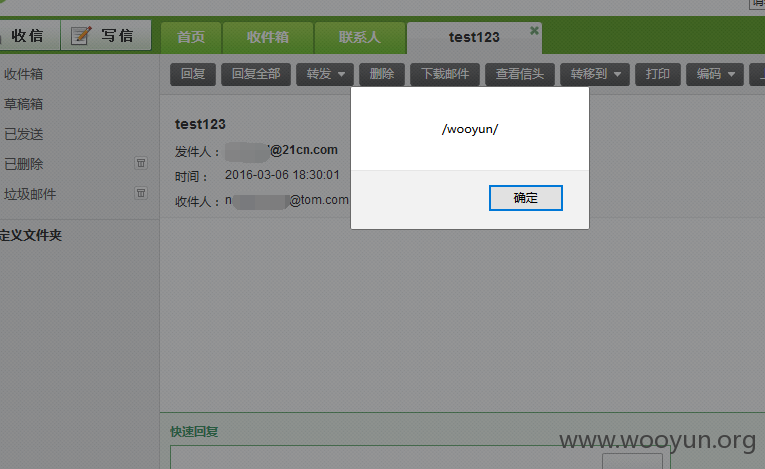 收信 写信 首页 收件箱 联系人 test123
收件箱
草稿箱
已发送
已删除
垃圾邮件
定义文件夹
回复 回复全部 转发 删除 下载邮件 查看信头 转移到 打印 编码
test123
发件人： @21cn.com
时间： 2016-03-06 18:30:01
收件人： n @tom.com
/wooyun/
确定
快速回复
www.wooyun.org